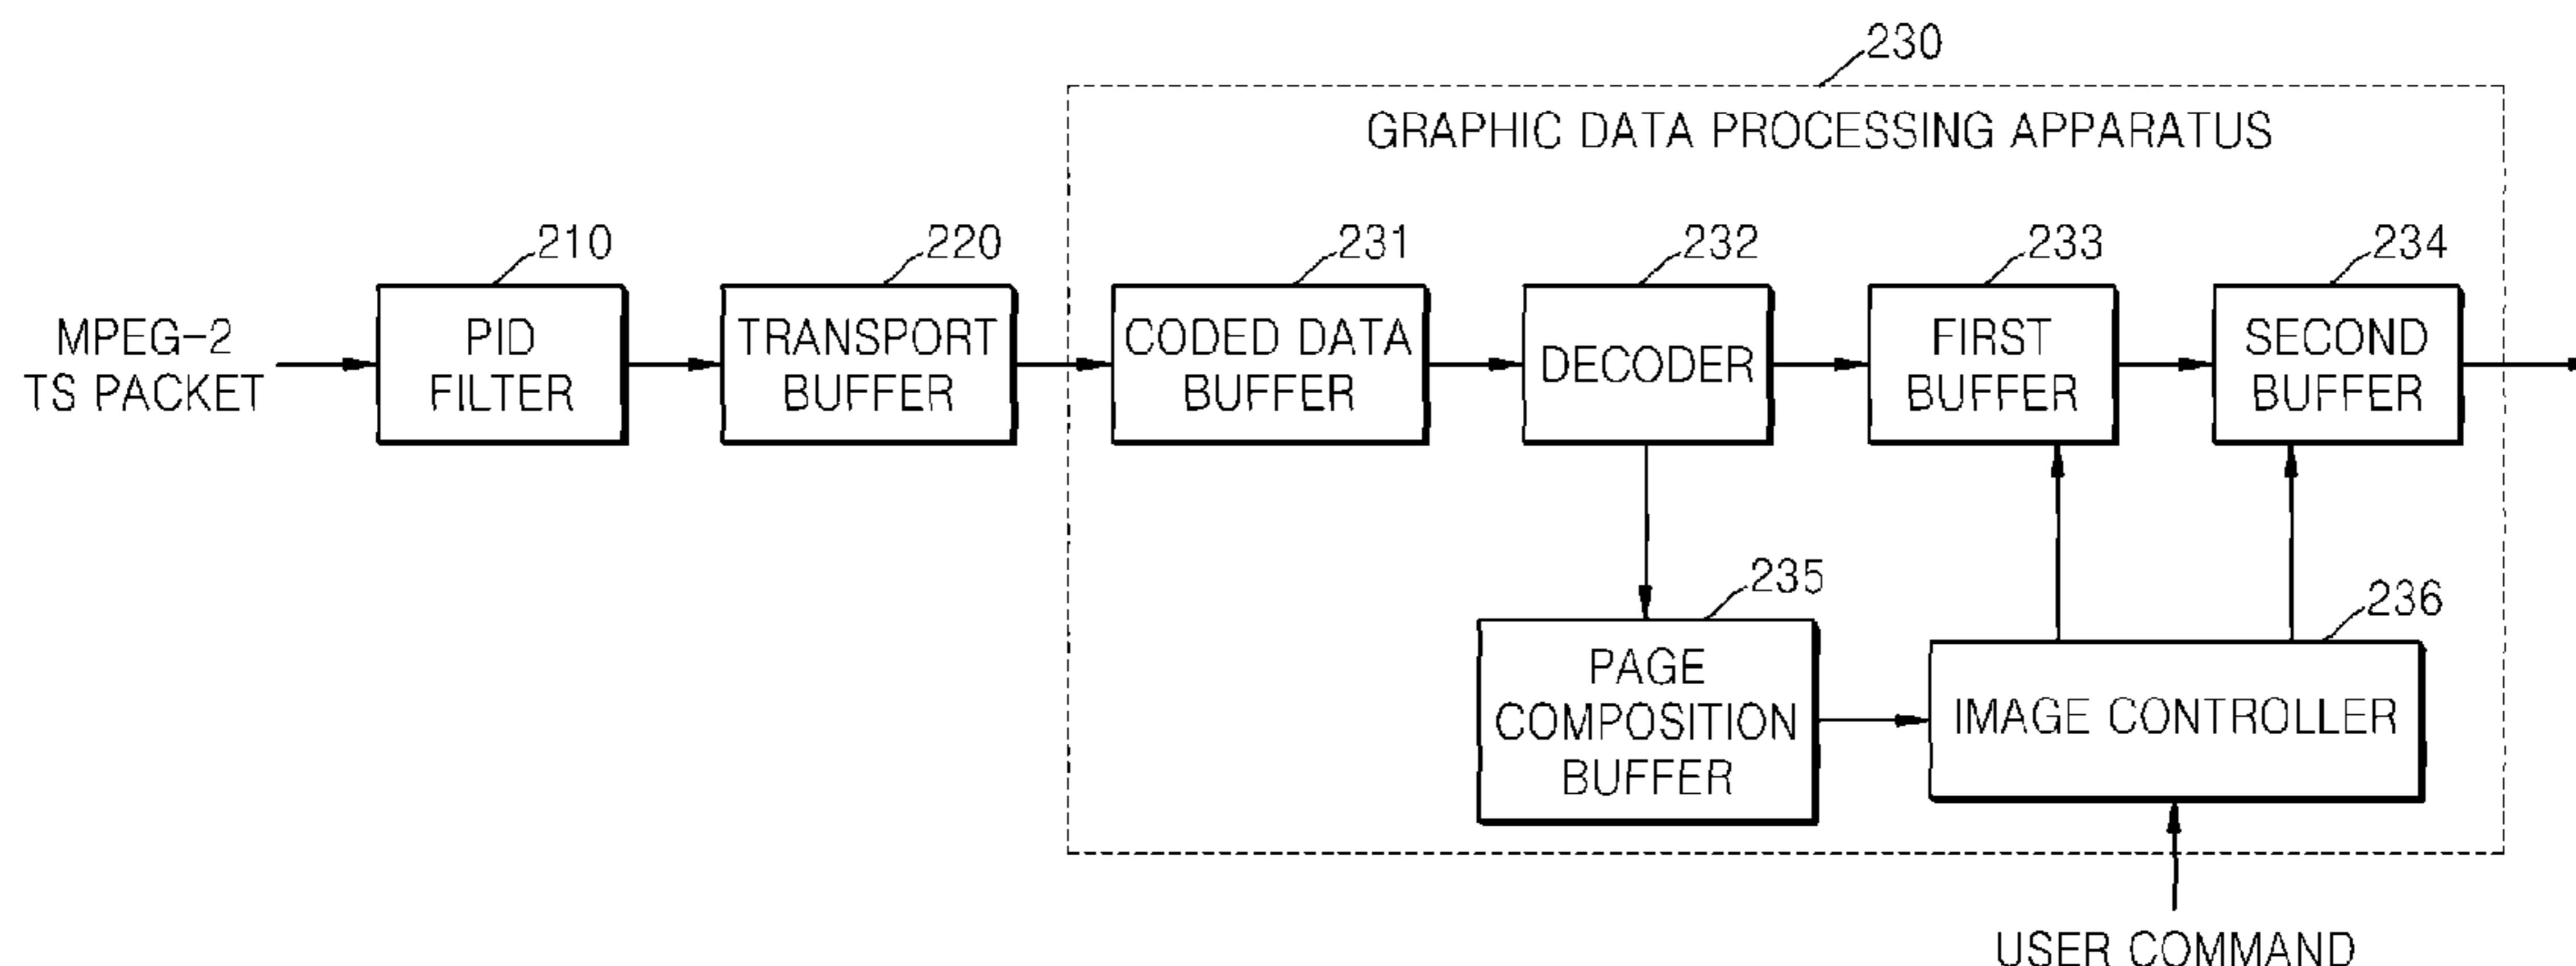 230
GRAPHIC DATA PROCESSING APPARATUS
210
220
231
232
233
234
MPEG-2
TS PACKET
PID
FILTER
TRANSPORT
BUFFER
CODED DATA
BUFFER
DECODER
FIRST
BUFFER
SECOND
BUFFER
235
236
PAGE
COMPOSITION
BUFFER
IMAGE CONTROLLER
USER COMMAND